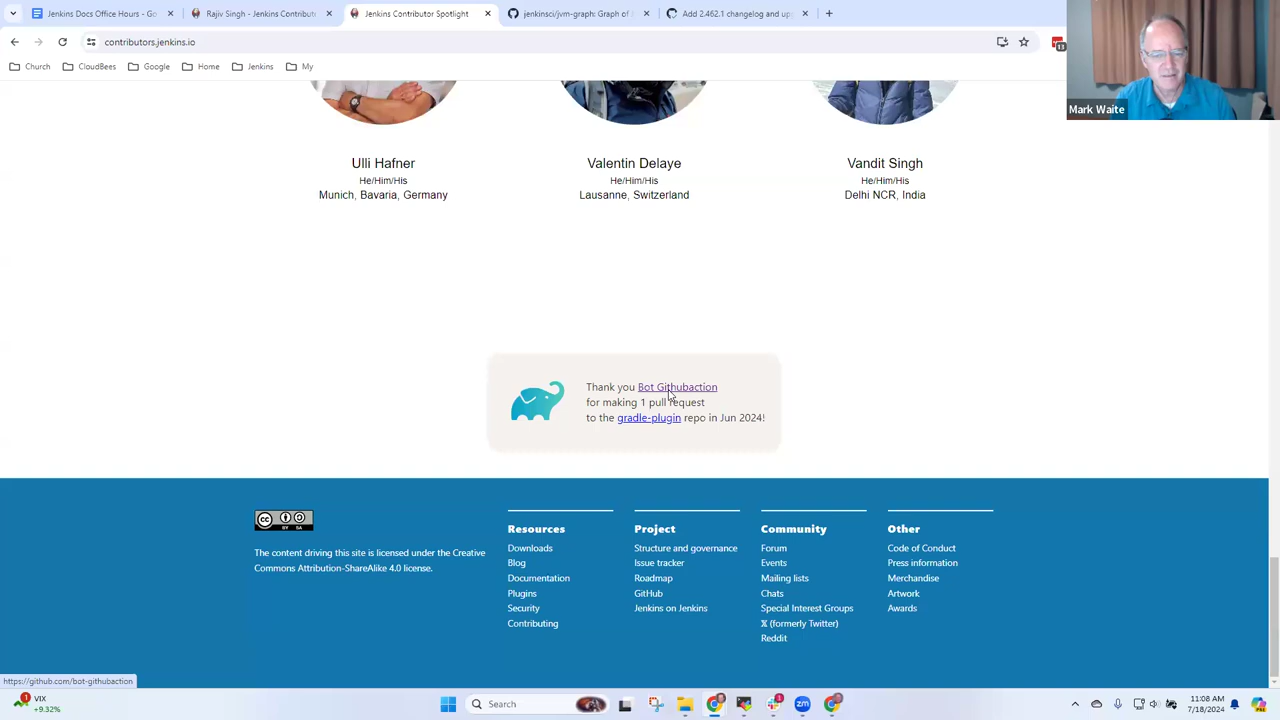 Jenkins Docs Office Hours - Go
Rajiv Singh - Jenkins Contribut
Jenkins Contributor Spotlight
jenkinsci/jvm-graph: Graph of
Add 2.462.1 changelog and up
contributors.jenkins.io
13
Church
CloudBees
Google
Home
Jenkins
My
Mark Waite
Ulli Hafner
He/Him/His
Munich, Bavaria, Germany
Valentin Delaye
He/Him/His
Lausanne, Switzerland
Vandit Singh
He/Him/His
Delhi NCR, India
Thank you Bot Githubaction
for making 1 pull request
to the gradle-plugin repo in Jun 2024!
CC BY SA
The content driving this site is licensed under the Creative
Commons Attribution-ShareAlike 4.0 license.
Resources
Downloads
Blog
Documentation
Plugins
Security
Contributing
Project
Structure and governance
Issue tracker
Roadmap
GitHub
Jenkins on Jenkins
Community
Forum
Events
Mailing lists
Chats
Special Interest Groups
X (formerly Twitter)
Reddit
Other
Code of Conduct
Press information
Merchandise
Artwork
Awards
https://github.com/bot-githubaction
1
VIX
+9.32%
Search
zm
11:08 AM
7/18/2024